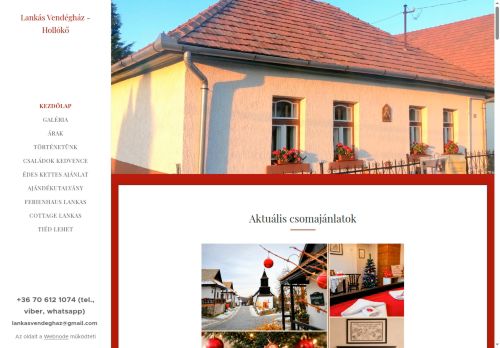 Lankás Vendégház -
Hollókő
KEZDŐLAP
GALÉRIA
ÁRAK
TÖRTÉNETÜNK
CSALÁDOK KEDVENCE
ÉDES KETTES AJÁNLAT
AJÁNDÉKUTALVÁNY
FERIENHAUS LANKAS
COTTAGE LANKAS
TIÉD LEHET
+36 70 612 1074 (tel.,
viber, whatsapp)
lankasvendeghaz@gmail.com
Az oldalt a Webnode működteti
Aktuális csomajánlatok